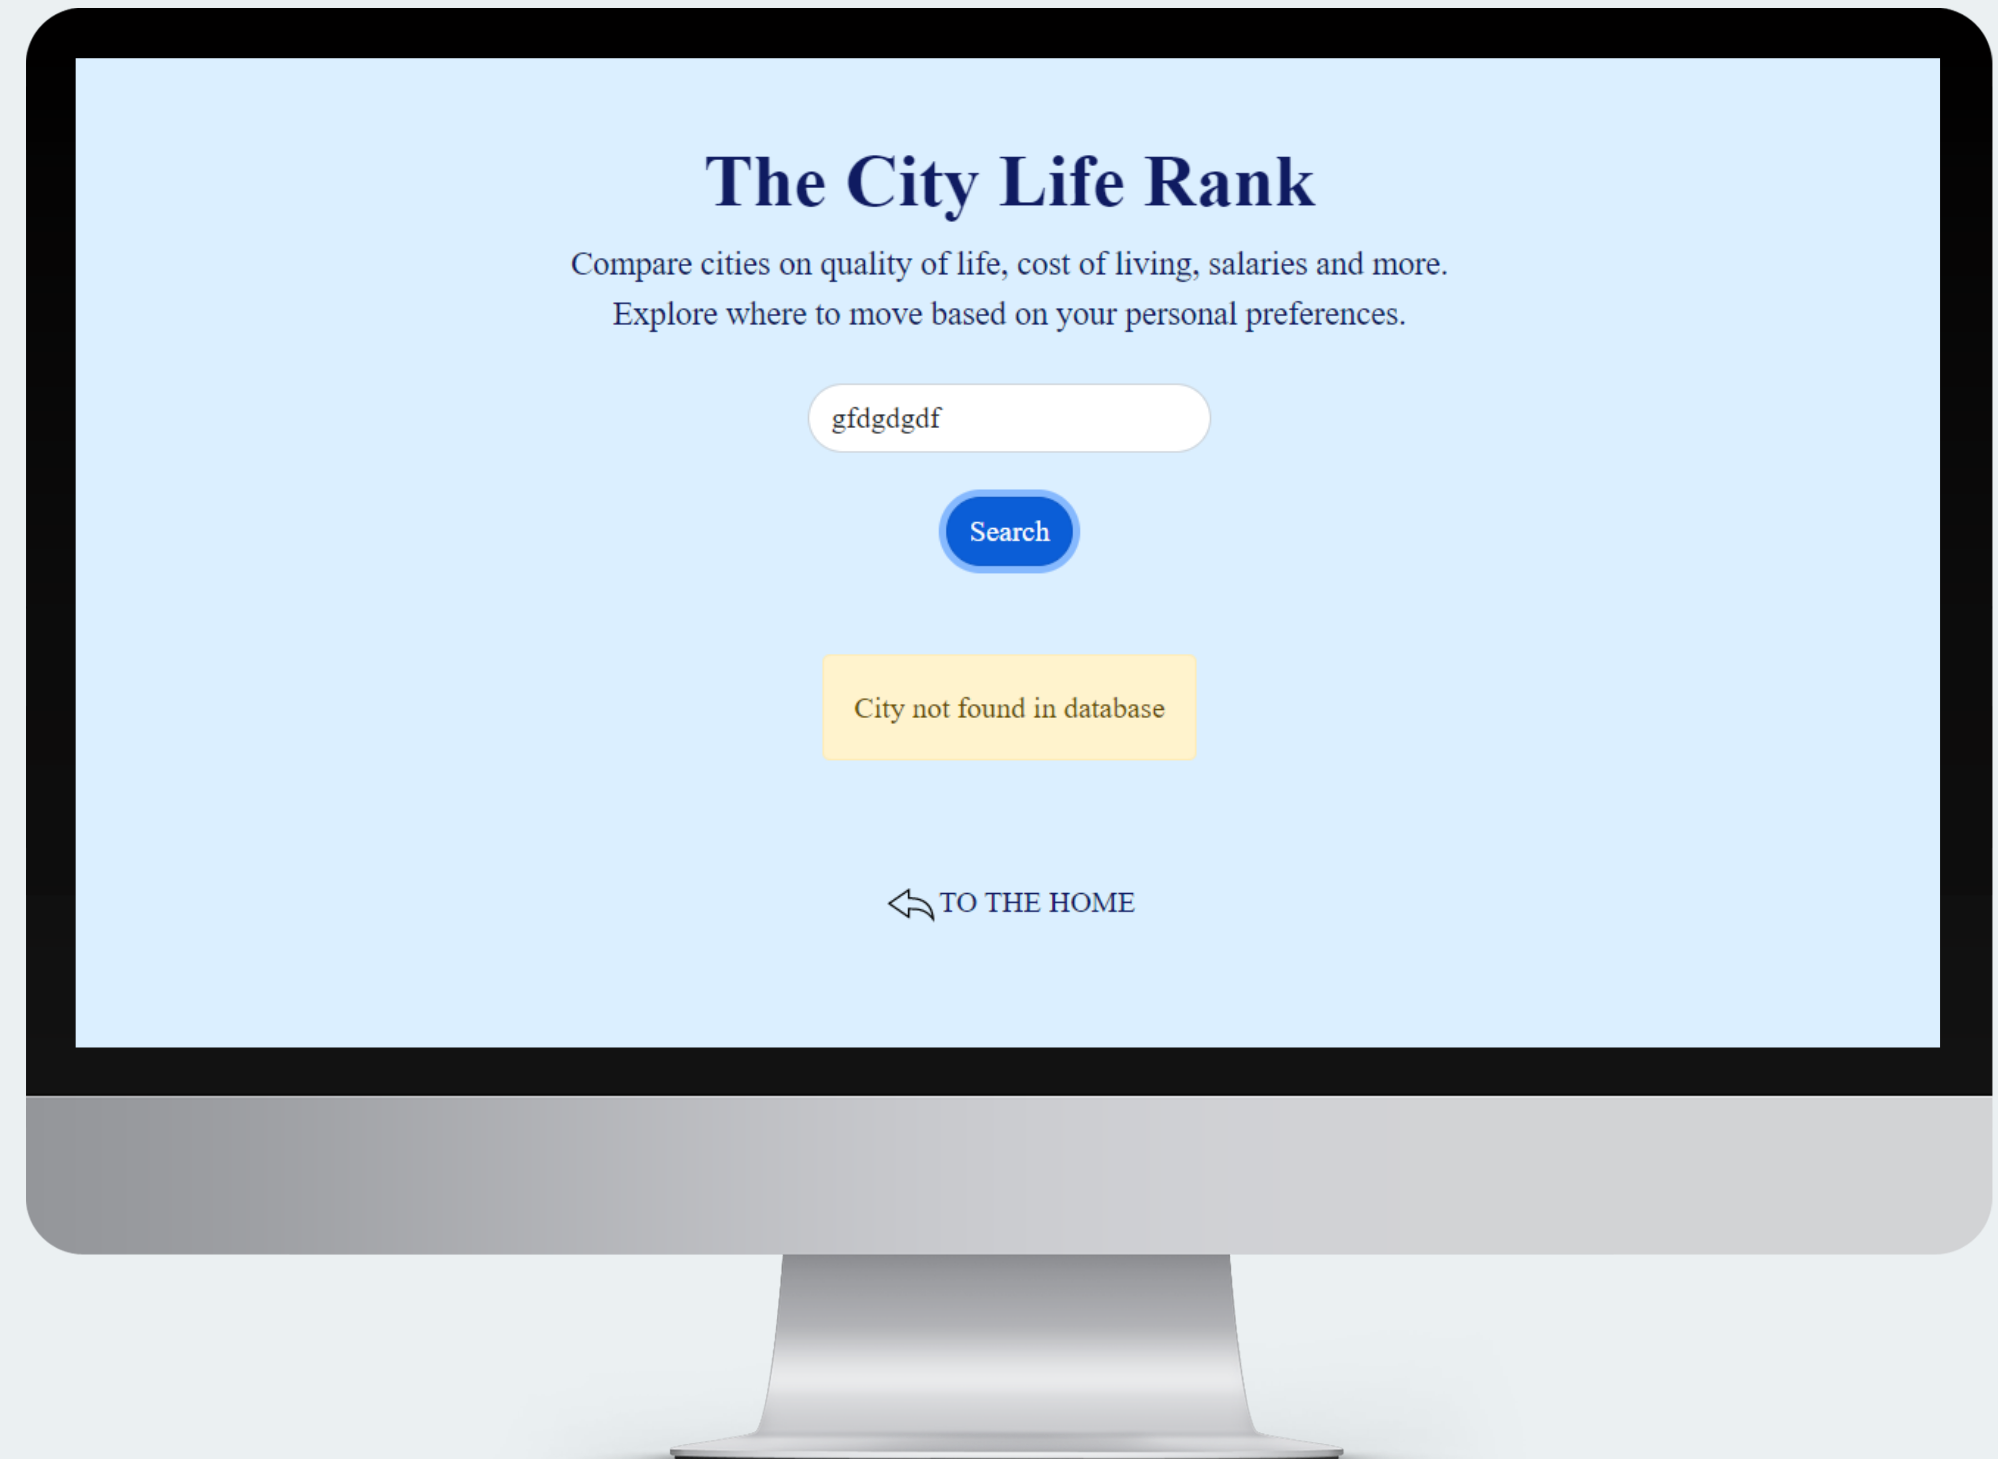 The City Life Rank
Compare cities on quality of life, cost of living, salaries and more.
Explore where to move based on your personal preferences.
gfdgdgdf
Search
City not found in database
TO THE HOME